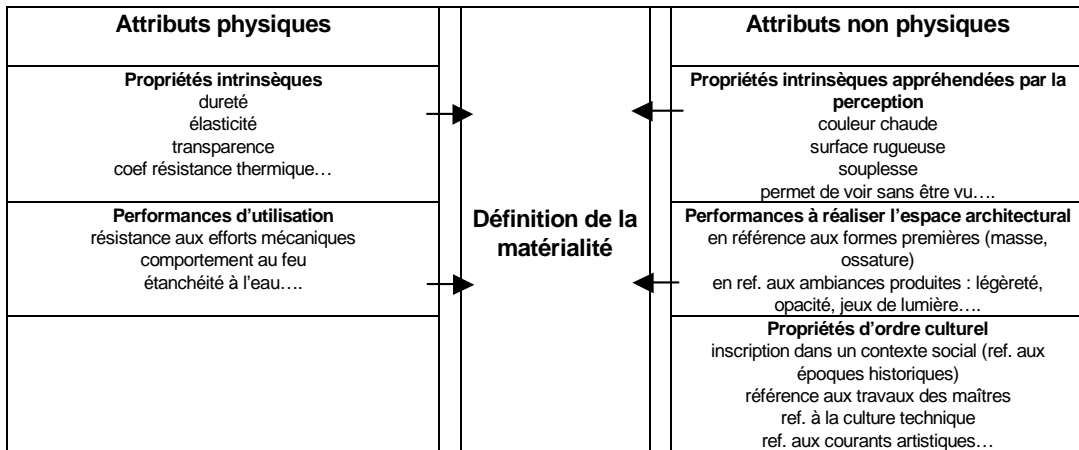 Attributs physiques
Propriétés intrinsèques
dureté
élasticité
transparence
coef résistance thermique…
Performances d'utilisation
résistance aux efforts mécaniques
comportement au feu
étanchéité à l'eau….
Définition de la
matérialité
Attributs non physiques
Propriétés intrinsèques appréhendées par la
perception
couleur chaude
surface rugueuse
souplesse
permet de voir sans être vu….
Performances à réaliser l'espace architectural
en référence aux formes premières (masse,
ossature)
en ref. aux ambiances produites : légèreté,
opacité, jeux de lumière….
Propriétés d'ordre culturel
inscription dans un contexte social (ref. aux
époques historiques)
référence aux travaux des maîtres
ref. à la culture technique
ref. aux courants artistiques…